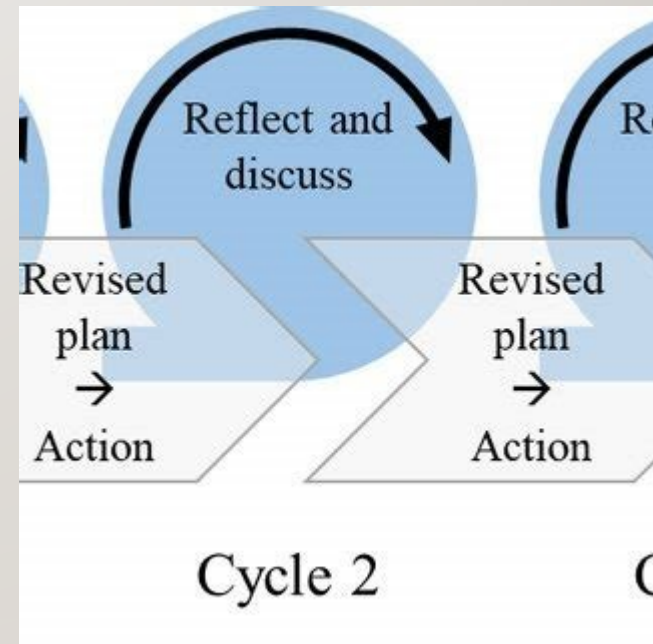 Reflect and
discuss
Revised
plan
→
Action
Revised
plan
→
Action
Cycle 2